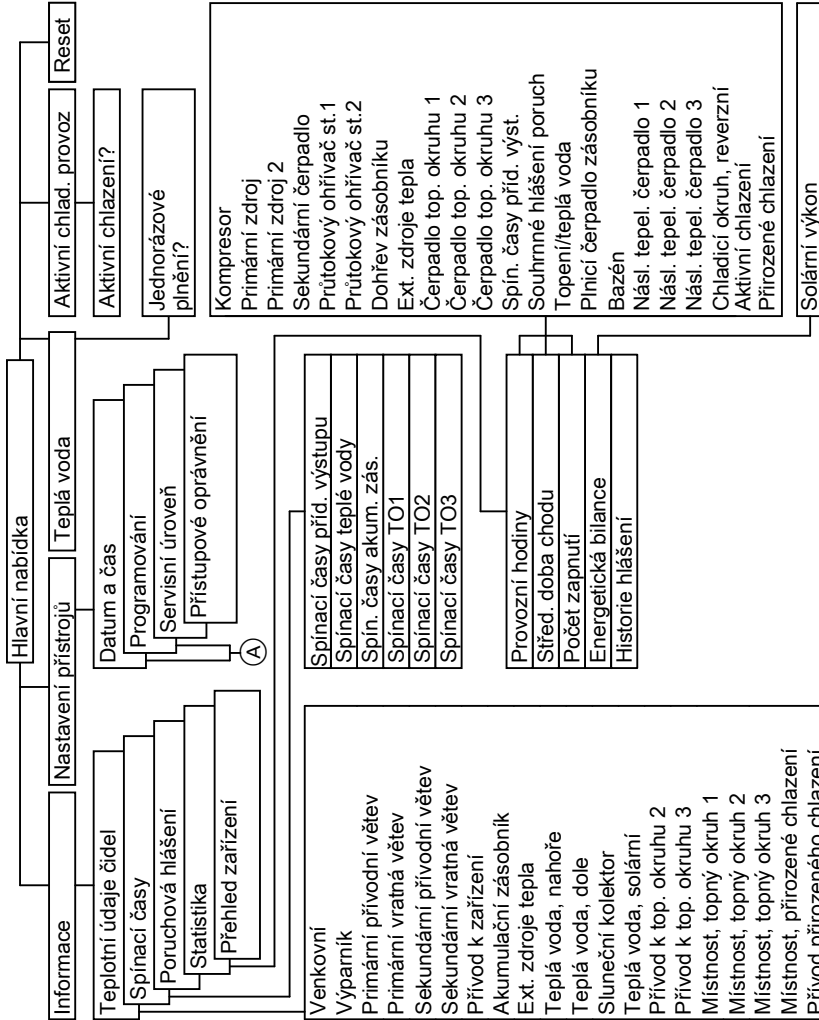 Hlavní nabídka
Informace
Nastavení přístrojů
Teplá voda
Aktivní chlad. provoz
Reset
Teplotní údaje čidel
Spínací časy
Poruchová hlášení
Statistika
Přehled zařízení
Datum a čas
Programování
Servisní úroveň
Přístupové oprávnění
A
Aktivní chlazení?
Jednorázové
plnění?
Venkovní
Výparník
Primární přívodní větev
Primární vratná větev
Sekundární přívodní větev
Sekundární vratná větev
Přívod k zařízení
Akumulační zásobník
Ext. zdroje tepla
Teplá voda, nahoře
Teplá voda, dole
Sluneční kolektor
Teplá voda, solární
Přívod k top. okruhu 2
Přívod k top. okruhu 3
Místnost, topný okruh 1
Místnost, topný okruh 2
Místnost, topný okruh 3
Místnost, přirozené chlazení
Přívod přirozeného chlazení
Spínací časy příd. výstupu
Spínací časy teplé vody
Spín. časy akum. zás.
Spínací časy TO1
Spínací časy TO2
Spínací časy TO3
Provozní hodiny
Střed. doba chodu
Počet zapnutí
Energetická bilance
Historie hlášení
Kompresor
Primární zdroj
Primární zdroj 2
Sekundární čerpadlo
Průtokový ohřívač st.1
Průtokový ohřívač st.2
Dohřev zásobníku
Ext. zdroje tepla
Čerpadlo top. okruhu 1
Čerpadlo top. okruhu 2
Čerpadlo top. okruhu 3
Spín. časy příd. výst.
Souhrnné hlášení poruch
Topení/teplá voda
Plnicí čerpadlo zásobníku
Bazén
Násl. tepel. čerpadlo 1
Násl. tepel. čerpadlo 2
Násl. tepel. čerpadlo 3
Chladicí okruh, reverzní
Aktivní chlazení
Přirozené chlazení
Solární výkon